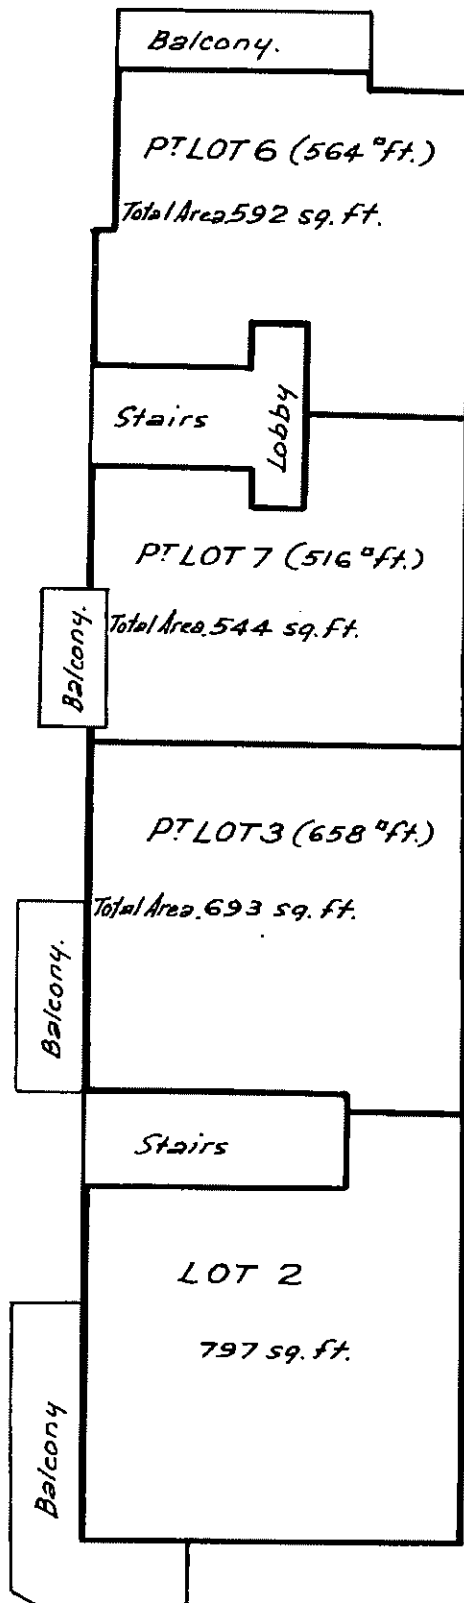 Balcony.
PT LOT 6 (564 □ft.)
Total Area 592 sq. ft.
Stairs
Lobby
PT LOT 7 (516 □ft.)
Balcony.
Total Area. 544 sq. ft.
PT LOT 3 (658 □ft.)
Total Area. 693 sq. ft.
Balcony.
Stairs
LOT 2
797 sq. ft.
Balcony